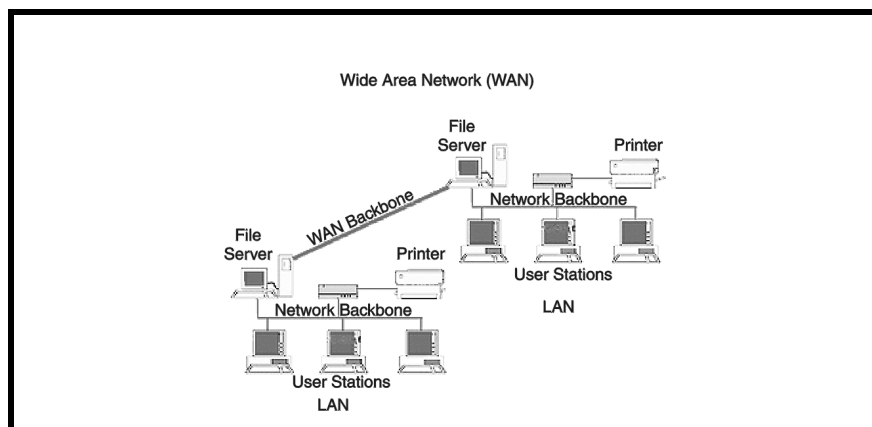 Wide Area Network (WAN)
File
Server
Printer
Network Backbone
User Stations
LAN
WAN Backbone
File
Server
Printer
Network Backbone
User Stations
LAN